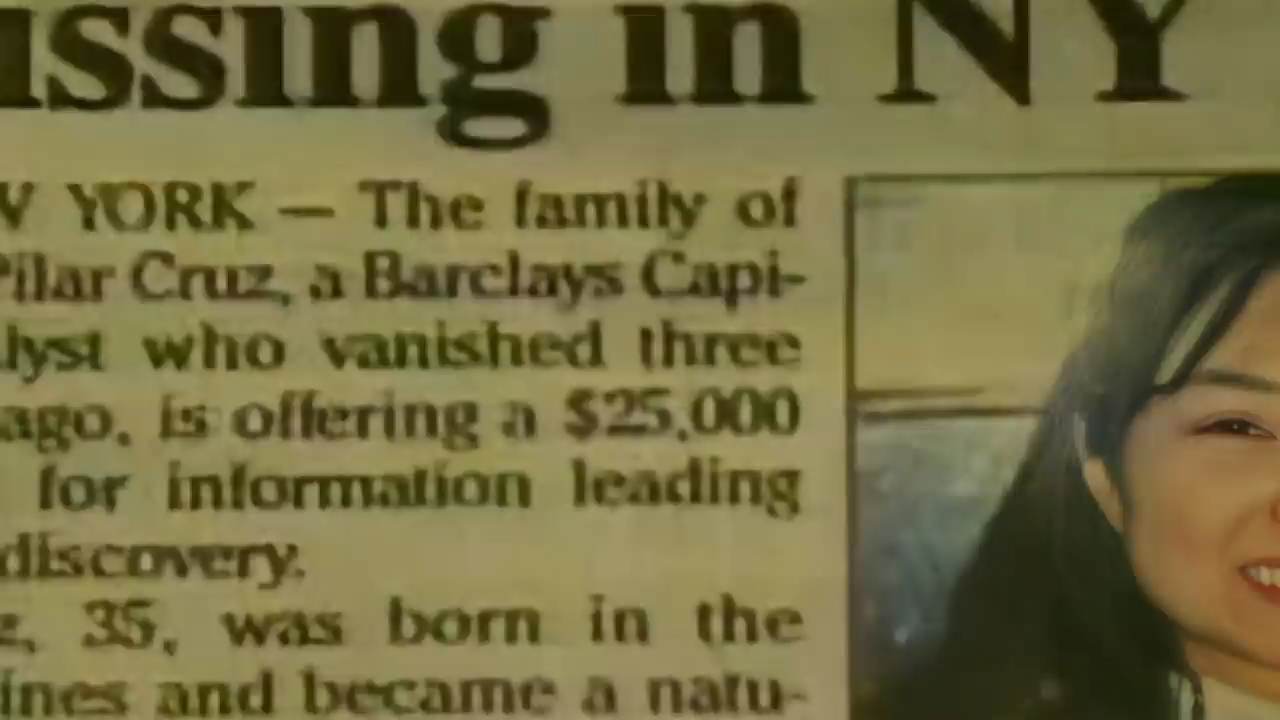 issing in NY
W YORK — The family of
Pilar Cruz, a Barclays Capi-
lyst who vanished three
ago, is offering a $25,000
for information leading
discovery.
z, 35, was born in the
ines and became a natu-